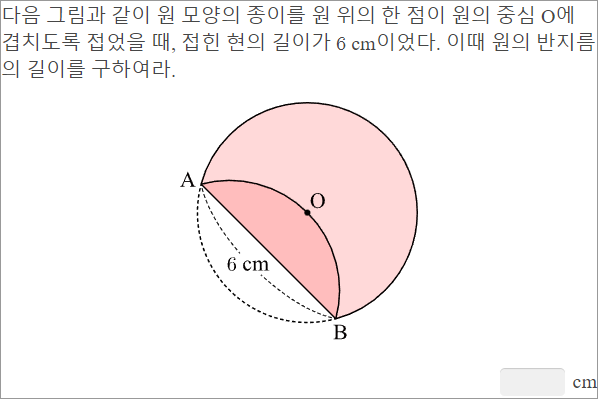 다음 그림과 같이 원 모양의 종이를 원 위의 한 점이 원의 중심 O에
겹치도록 접었을 때, 접힌 현의 길이가 6 cm이었다. 이때 원의 반지름
의 길이를 구하여라.
A
O
6 cm
B
cm